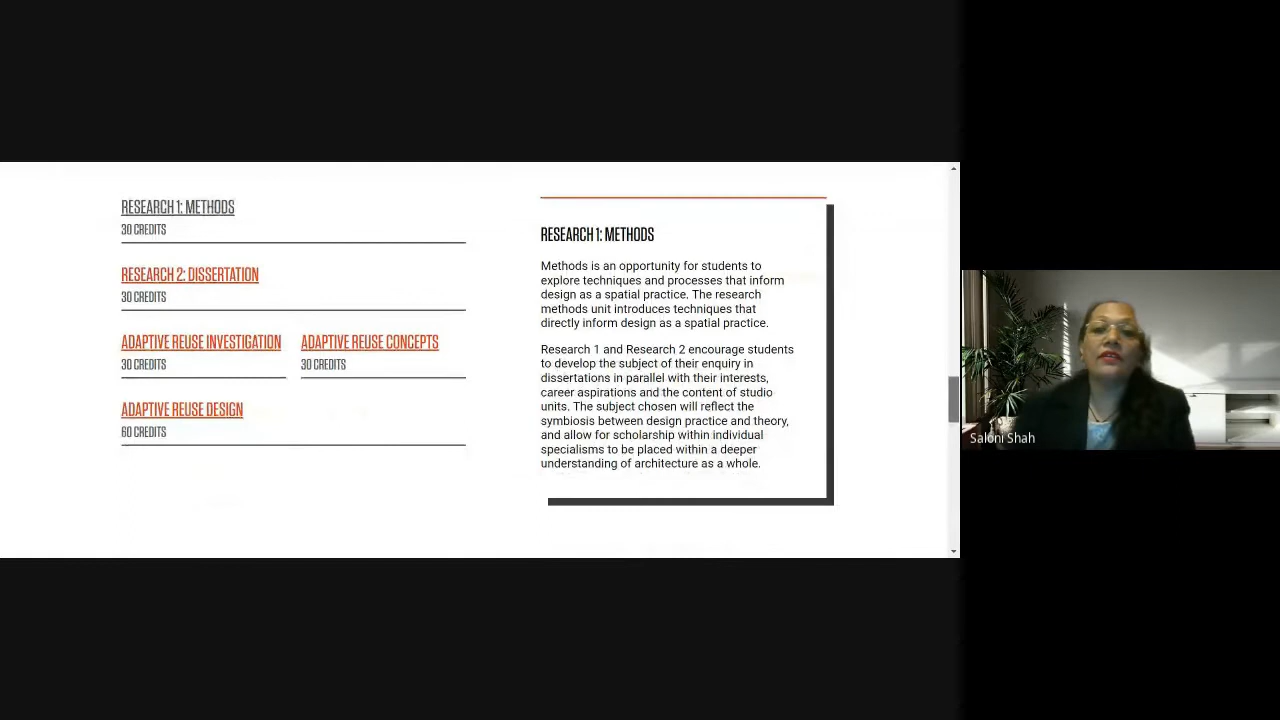 RESEARCH 1: METHODS
30 CREDITS
RESEARCH 2: DISSERTATION
30 CREDITS
ADAPTIVE REUSE INVESTIGATION
30 CREDITS
ADAPTIVE REUSE CONCEPTS
30 CREDITS
ADAPTIVE REUSE DESIGN
60 CREDITS
RESEARCH 1: METHODS
Methods is an opportunity for students to
explore techniques and processes that inform
design as a spatial practice. The research
methods unit introduces techniques that
directly inform design as a spatial practice.
Research 1 and Research 2 encourage students
to develop the subject of their enquiry in
dissertations in parallel with their interests,
career aspirations and the content of studio
units. The subject chosen will reflect the
symbiosis between design practice and theory,
and allow for scholarship within individual
specialisms to be placed within a deeper
understanding of architecture as a whole.
Saloni Shah